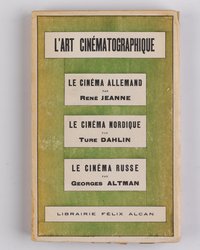 L'ART CINÉMATOGRAPHIQUE
LE CINÉMA ALLEMAND
PAR
RENÉ JEANNE
LE CINÉMA NORDIQUE
PAR
TURE DAHLIN
LE CINÉMA RUSSE
PAR
GEORGES ALTMAN
LIBRAIRIE FÉLIX ALCAN